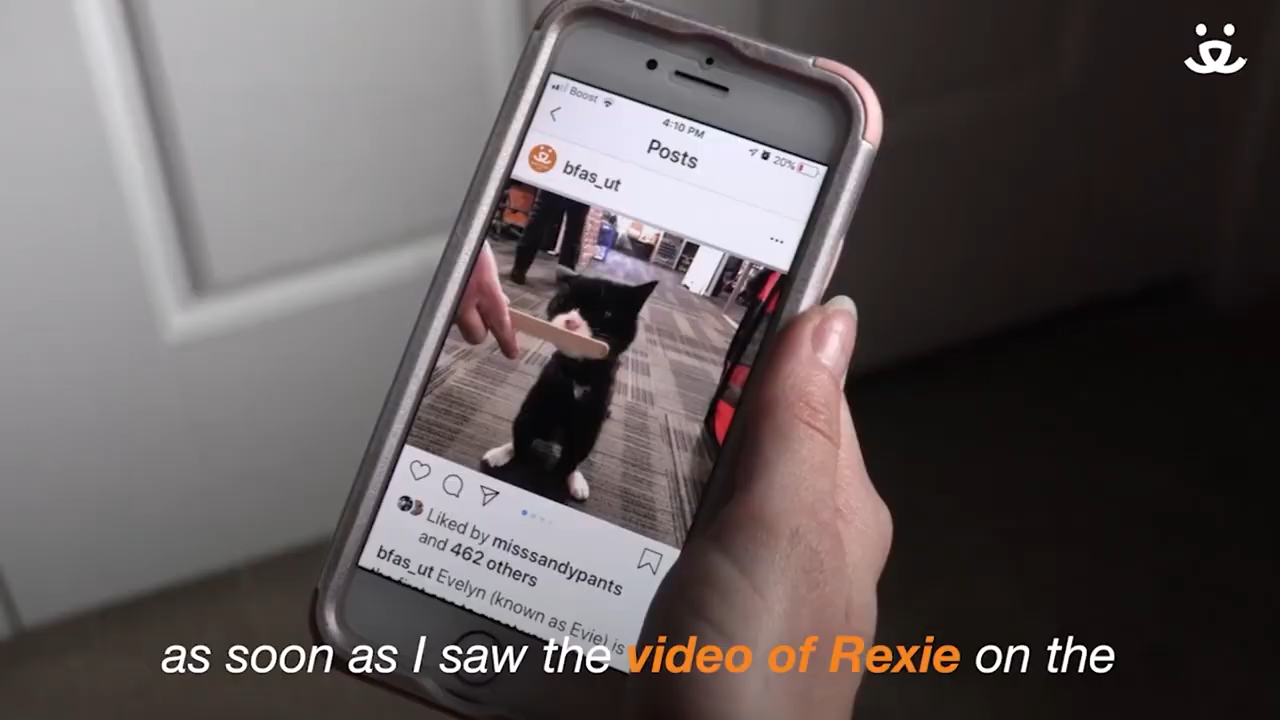 Boost
4:10 PM
20%
Posts
bfas_ut
Liked by misssandypants
and 462 others
bfas_ut Evelyn (known as Evie) is
as soon as I saw the video of Rexie on the